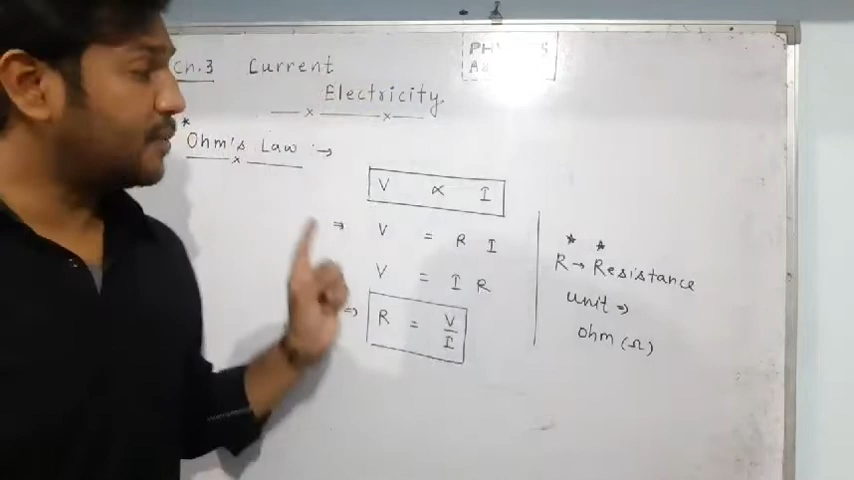 Ch.3 Current
Electricity
* Ohm's Law :→
V ∝ I
⇒ V = R I
V = I R
⇒ R = V/I
* *
R → Resistance
unit ⇒
ohm (Ω)